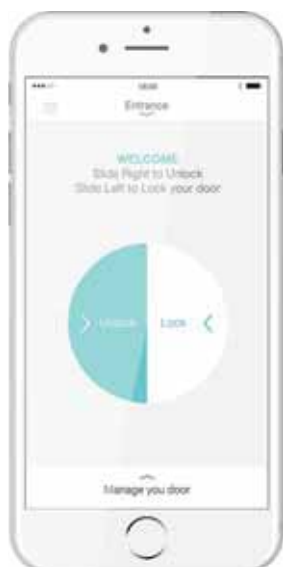 Entrance
WELCOME
Slide Right to Unlock
Slide Left to Lock your door
Unlock
Lock
Manage you door